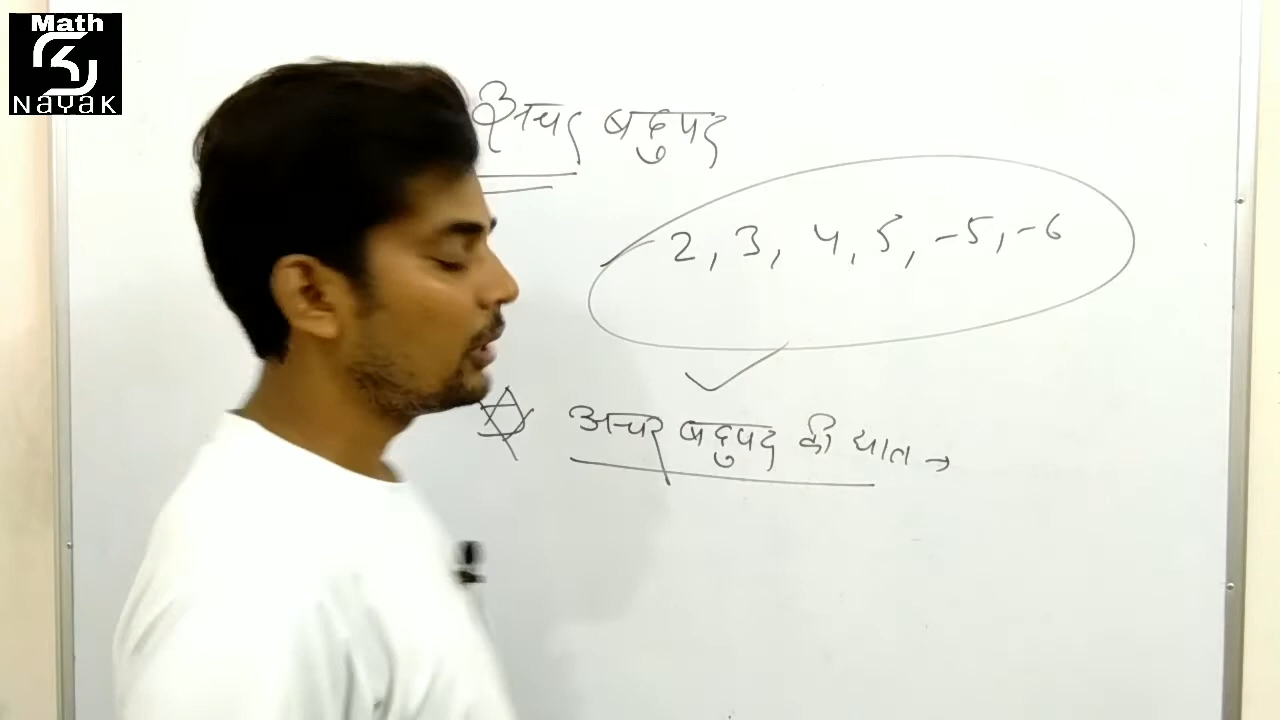 Math
NAYAK
अचर बहुपद
2, 3, 4, 5, -5, -6
अचर बहुपद की घात →